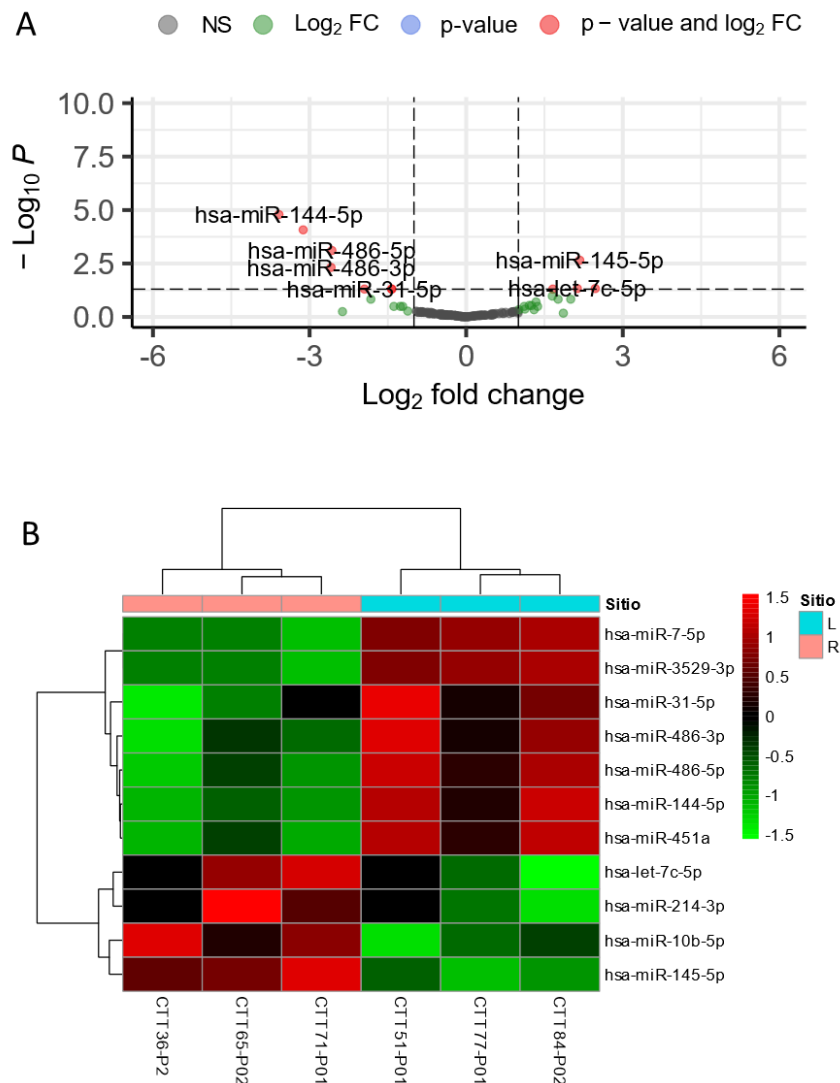 A
NS Log₂ FC p-value p − value and log₂ FC
10.0
7.5
5.0
2.5
0.0
− Log₁₀ P
hsa-miR-144-5p
hsa-miR-486-5p
hsa-miR-145-5p
hsa-miR-486-3p
hsa-miR-31-5p hsa-let-7c-5p
-6 -3 0 3 6
Log₂ fold change
B
Sitio
hsa-miR-7-5p
hsa-miR-3529-3p
hsa-miR-31-5p
hsa-miR-486-3p
hsa-miR-486-5p
hsa-miR-144-5p
hsa-miR-451a
hsa-let-7c-5p
hsa-miR-214-3p
hsa-miR-10b-5p
hsa-miR-145-5p
1.5
1
0.5
0
-0.5
-1
-1.5
Sitio
L
R
CTT36-P2
CTT65-P02
CTT71-P01
CTT51-P01
CTT77-P01
CTT84-P02